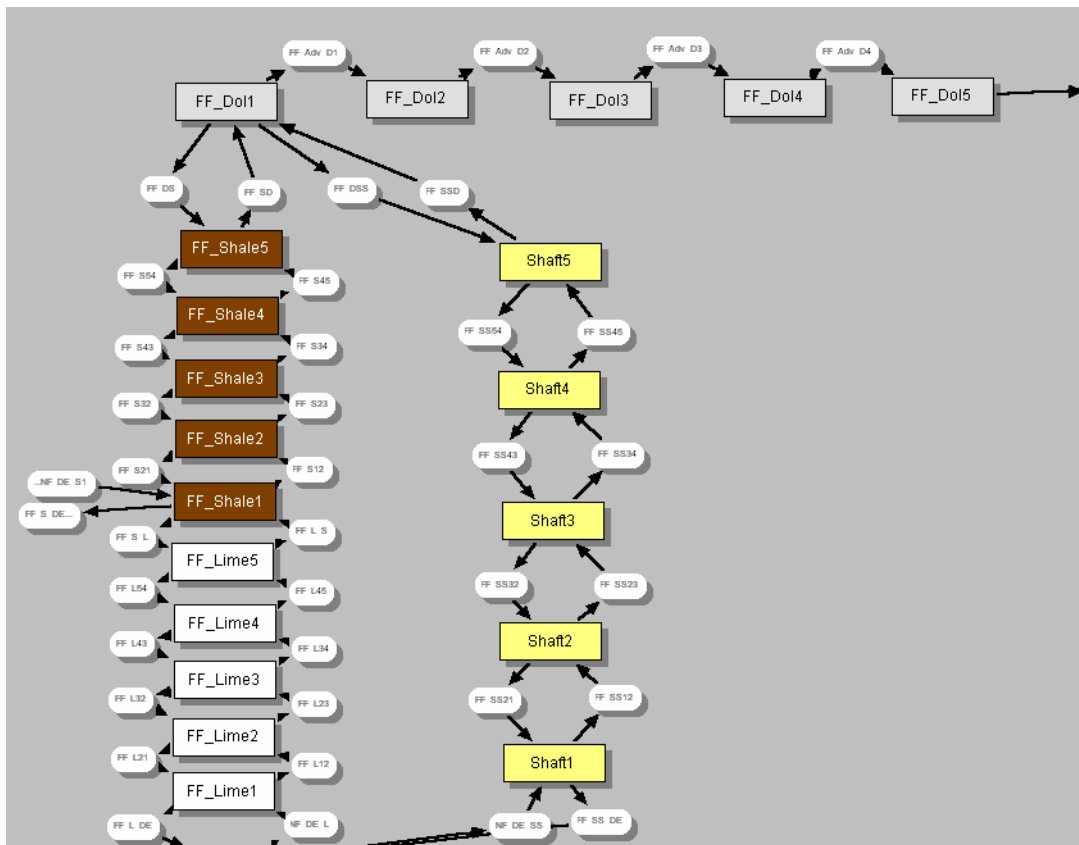 FF Adv D1
FF Adv D2
FF Adv D3
FF Adv D4
FF_Dol1
FF_Dol2
FF_Dol3
FF_Dol4
FF_Dol5
FF DS
FF SD
FF DSS
FF SSD
FF_Shale5
Shaft5
FF S54
FF S45
FF_Shale4
FF SS54
FF SS45
FF S43
FF S34
FF_Shale3
Shaft4
FF S32
FF S23
FF_Shale2
FF SS43
FF SS34
FF S21
FF S12
...NF DE S1
FF_Shale1
FF S DE...
Shaft3
FF S L
FF L S
FF_Lime5
FF SS32
FF SS23
FF L54
FF L45
FF_Lime4
Shaft2
FF L43
FF L34
FF_Lime3
FF L32
FF L23
FF SS21
FF SS12
FF_Lime2
FF L21
FF L12
Shaft1
FF_Lime1
FF L DE
NF DE L
NF DE SS
FF SS DE